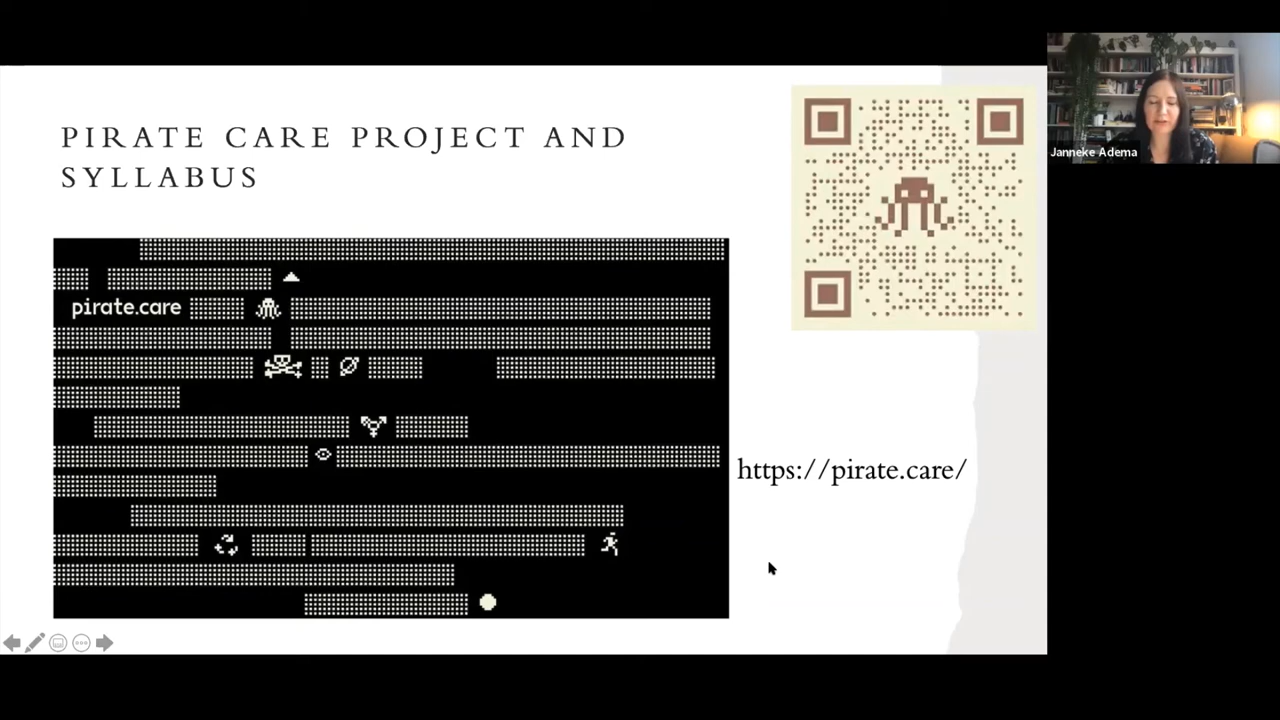 PIRATE CARE PROJECT AND
SYLLABUS
Janneke Adema
pirate.care
https://pirate.care/